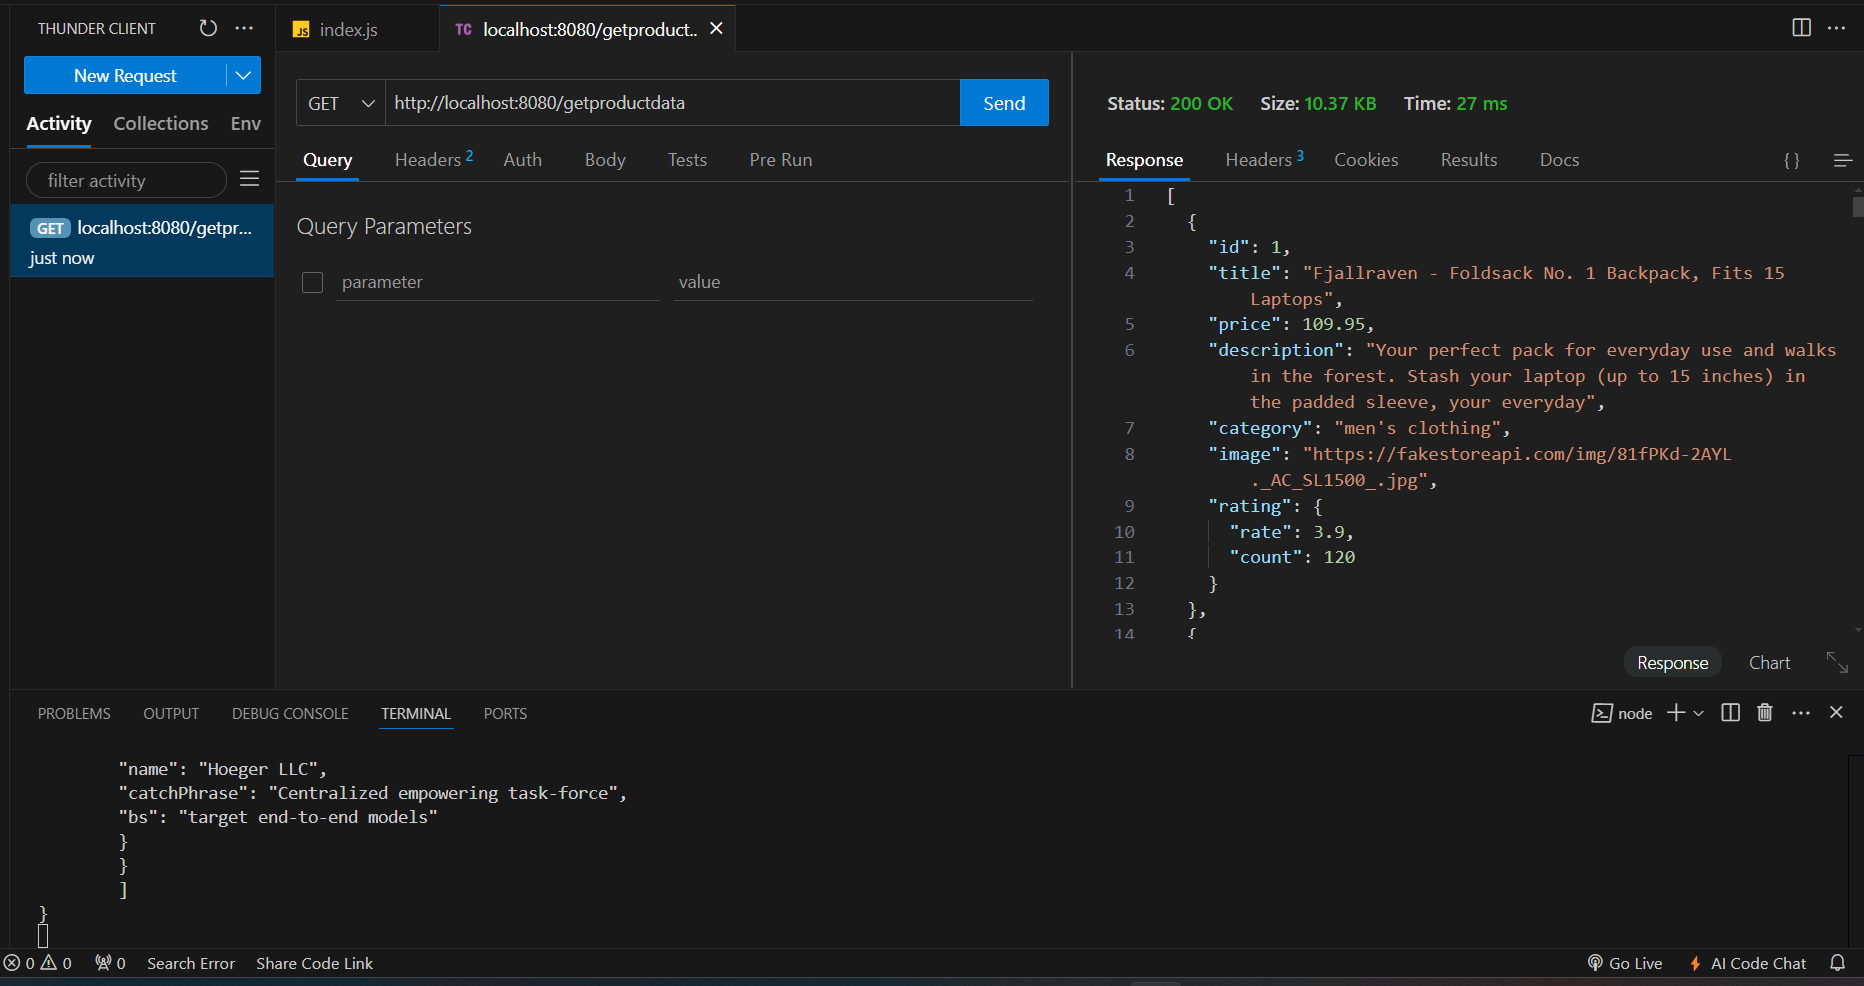 THUNDER CLIENT
New Request
Activity Collections Env
filter activity
GET localhost:8080/getpr...
just now
JS index.js
TC localhost:8080/getproduct..
GET http://localhost:8080/getproductdata Send
Query Headers 2 Auth Body Tests Pre Run
Query Parameters
parameter value
Status: 200 OK Size: 10.37 KB Time: 27 ms
Response Headers 3 Cookies Results Docs { }
1 [
2 {
3 "id": 1,
4 "title": "Fjallraven - Foldsack No. 1 Backpack, Fits 15
Laptops",
5 "price": 109.95,
6 "description": "Your perfect pack for everyday use and walks
in the forest. Stash your laptop (up to 15 inches) in
the padded sleeve, your everyday",
7 "category": "men's clothing",
8 "image": "https://fakestoreapi.com/img/81fPKd-2AYL
._AC_SL1500_.jpg",
9 "rating": {
10 "rate": 3.9,
11 "count": 120
12 }
13 },
14 {
Response Chart
PROBLEMS OUTPUT DEBUG CONSOLE TERMINAL PORTS
node
"name": "Hoeger LLC",
"catchPhrase": "Centralized empowering task-force",
"bs": "target end-to-end models"
}
}
]
}
0 0 0 Search Error Share Code Link
Go Live AI Code Chat